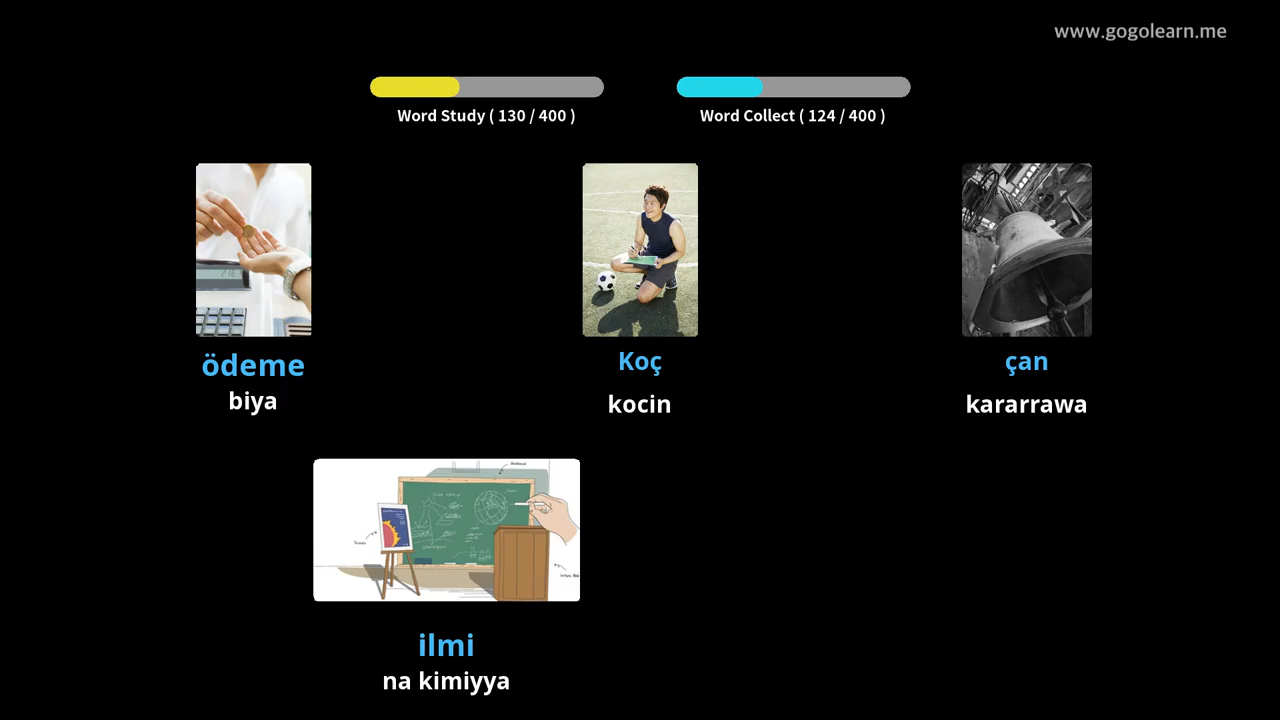 www.gogolearn.me
Word Study ( 130 / 400 )
Word Collect ( 124 / 400 )
ödeme
biya
Koç
kocin
çan
kararrawa
ilmi
na kimiyya